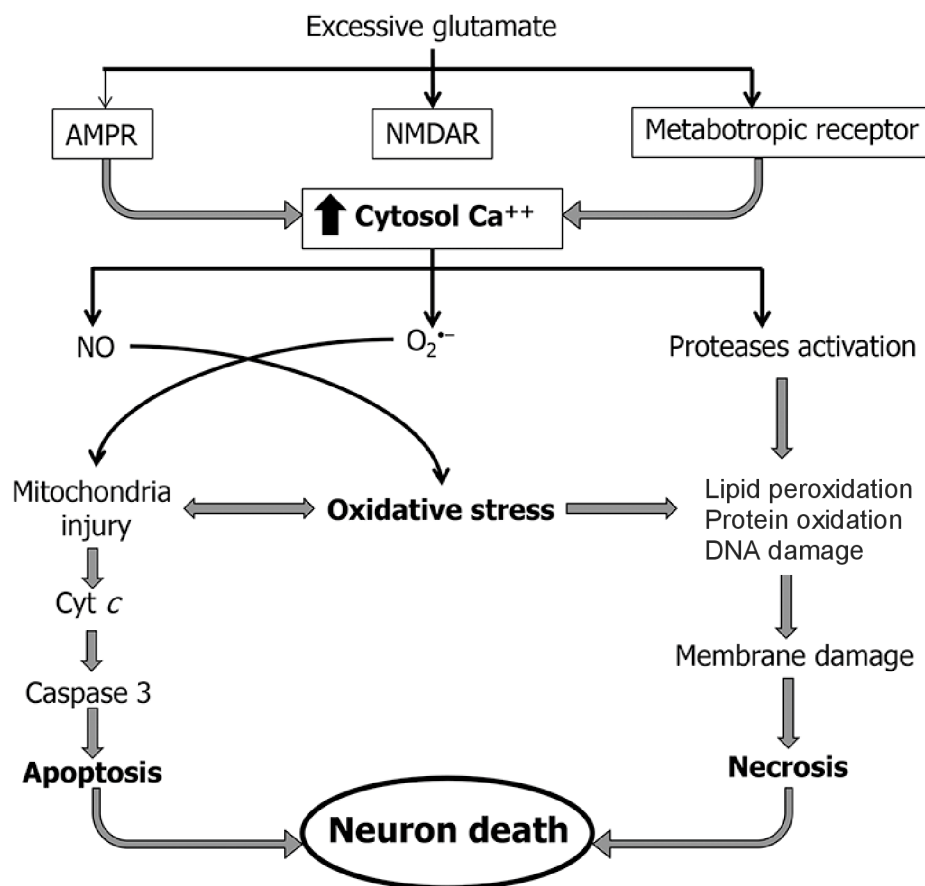 Excessive glutamate
AMPR
NMDAR
Metabotropic receptor
Cytosol Ca⁺⁺
NO
O₂•⁻
Proteases activation
Mitochondria
injury
Oxidative stress
Lipid peroxidation
Protein oxidation
DNA damage
Cyt c
Membrane damage
Caspase 3
Apoptosis
Necrosis
Neuron death